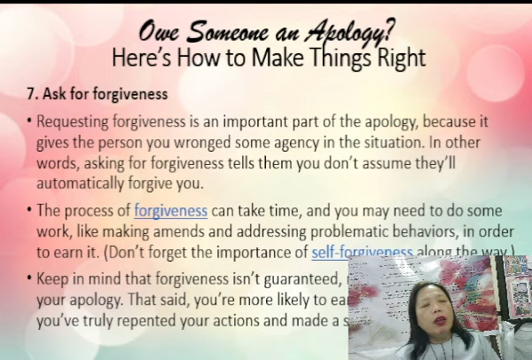 Owe Someone an Apology?
Here's How to Make Things Right
7. Ask for forgiveness
• Requesting forgiveness is an important part of the apology, because it
gives the person you wronged some agency in the situation. In other
words, asking for forgiveness tells them you don't assume they'll
automatically forgive you.
• The process of forgiveness can take time, and you may need to do some
work, like making amends and addressing problematic behaviors, in order
to earn it. (Don't forget the importance of self-forgiveness along the way.)
• Keep in mind that forgiveness isn't guaranteed,
your apology. That said, you're more likely to
you've truly repented your actions and made a